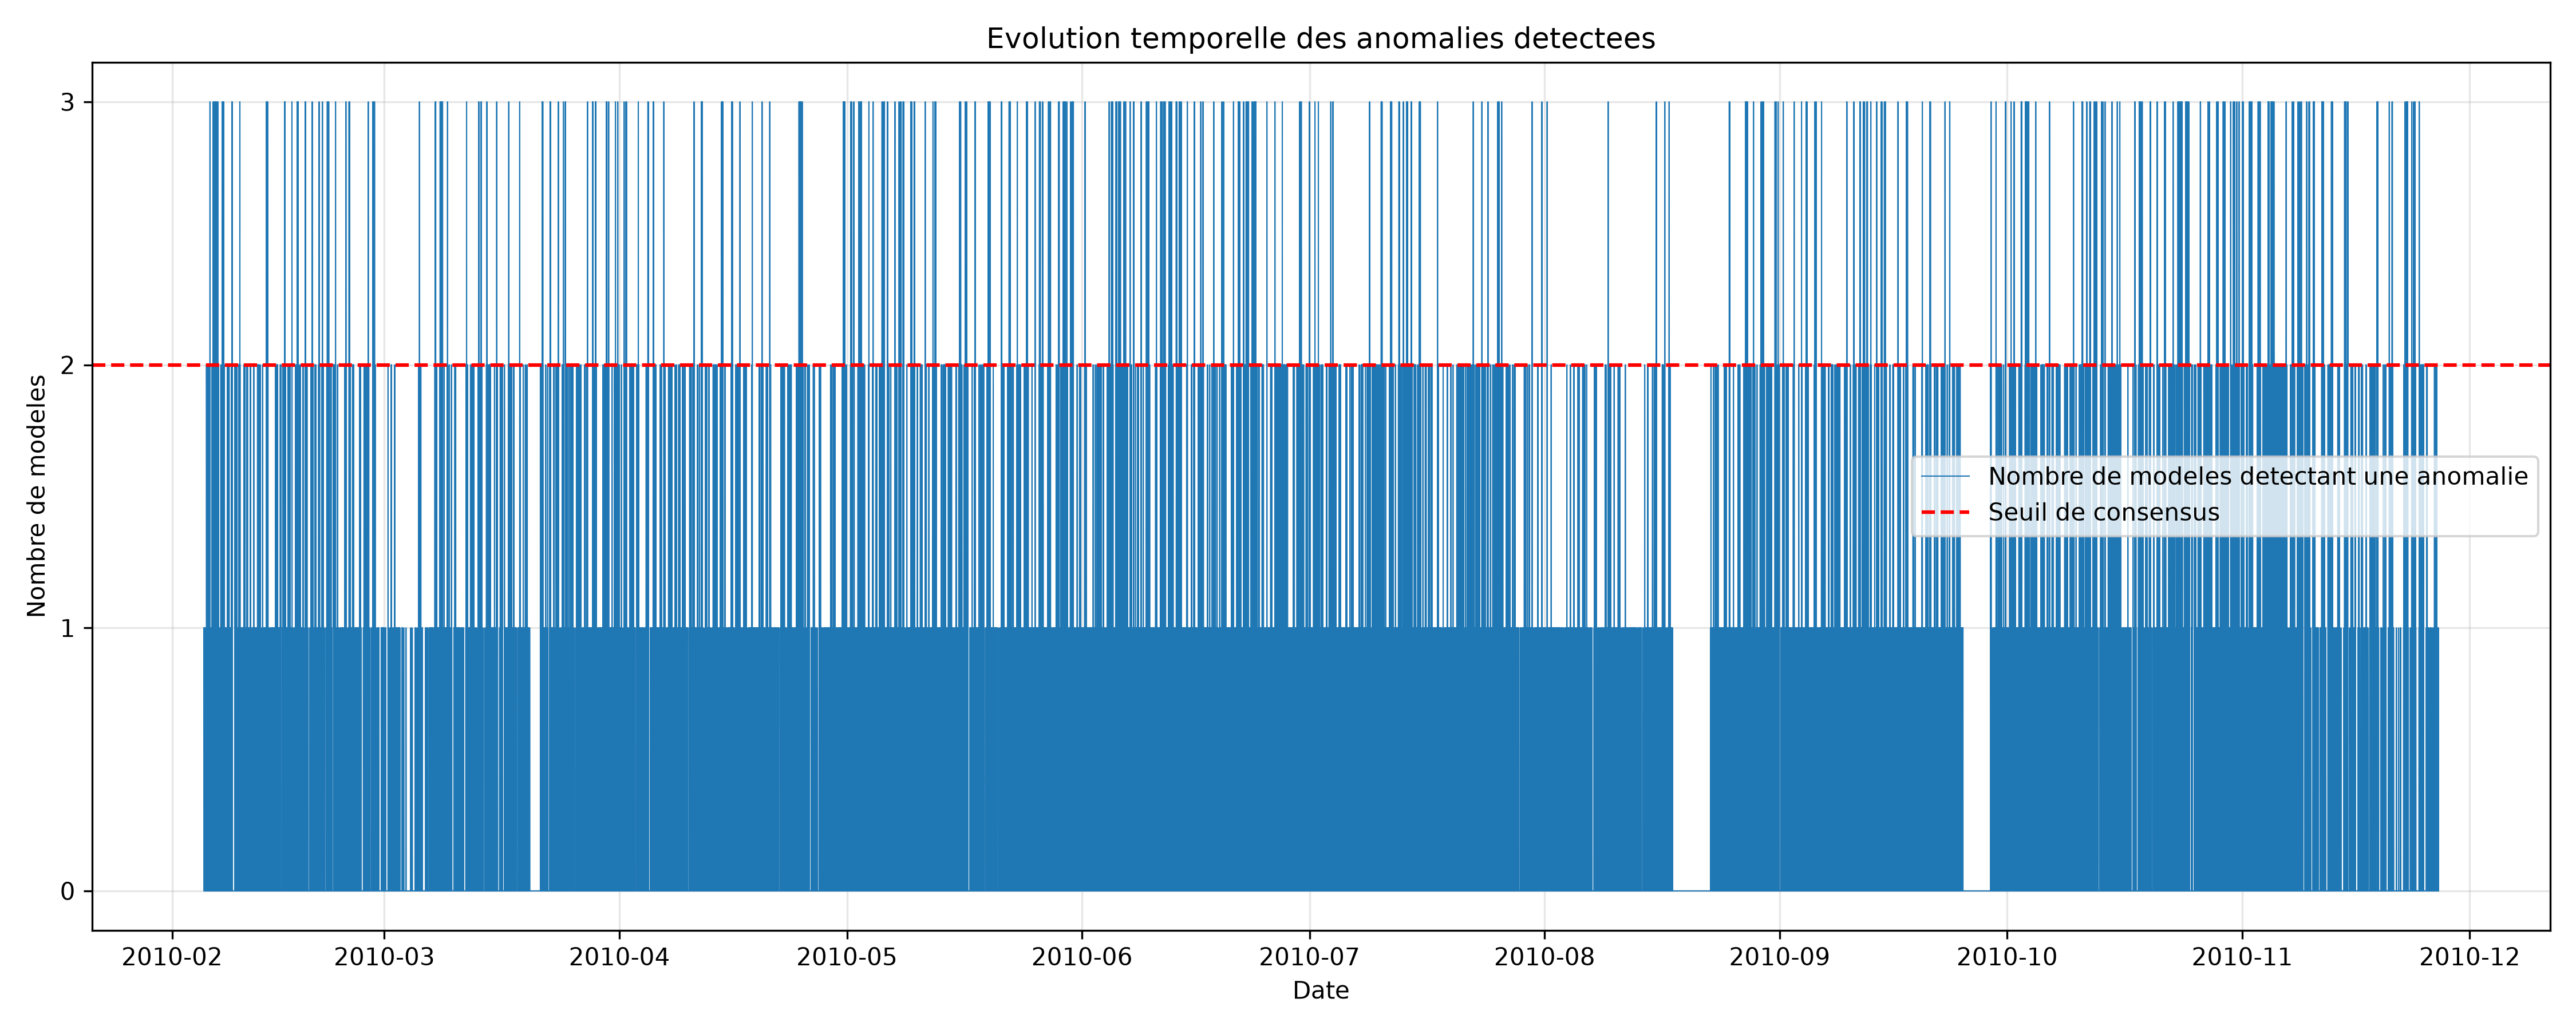 Evolution temporelle des anomalies detectees
3
2
1
0
Nombre de modeles
Nombre de modeles detectant une anomalie
Seuil de consensus
2010-02 2010-03 2010-04 2010-05 2010-06 2010-07 2010-08 2010-09 2010-10 2010-11 2010-12
Date